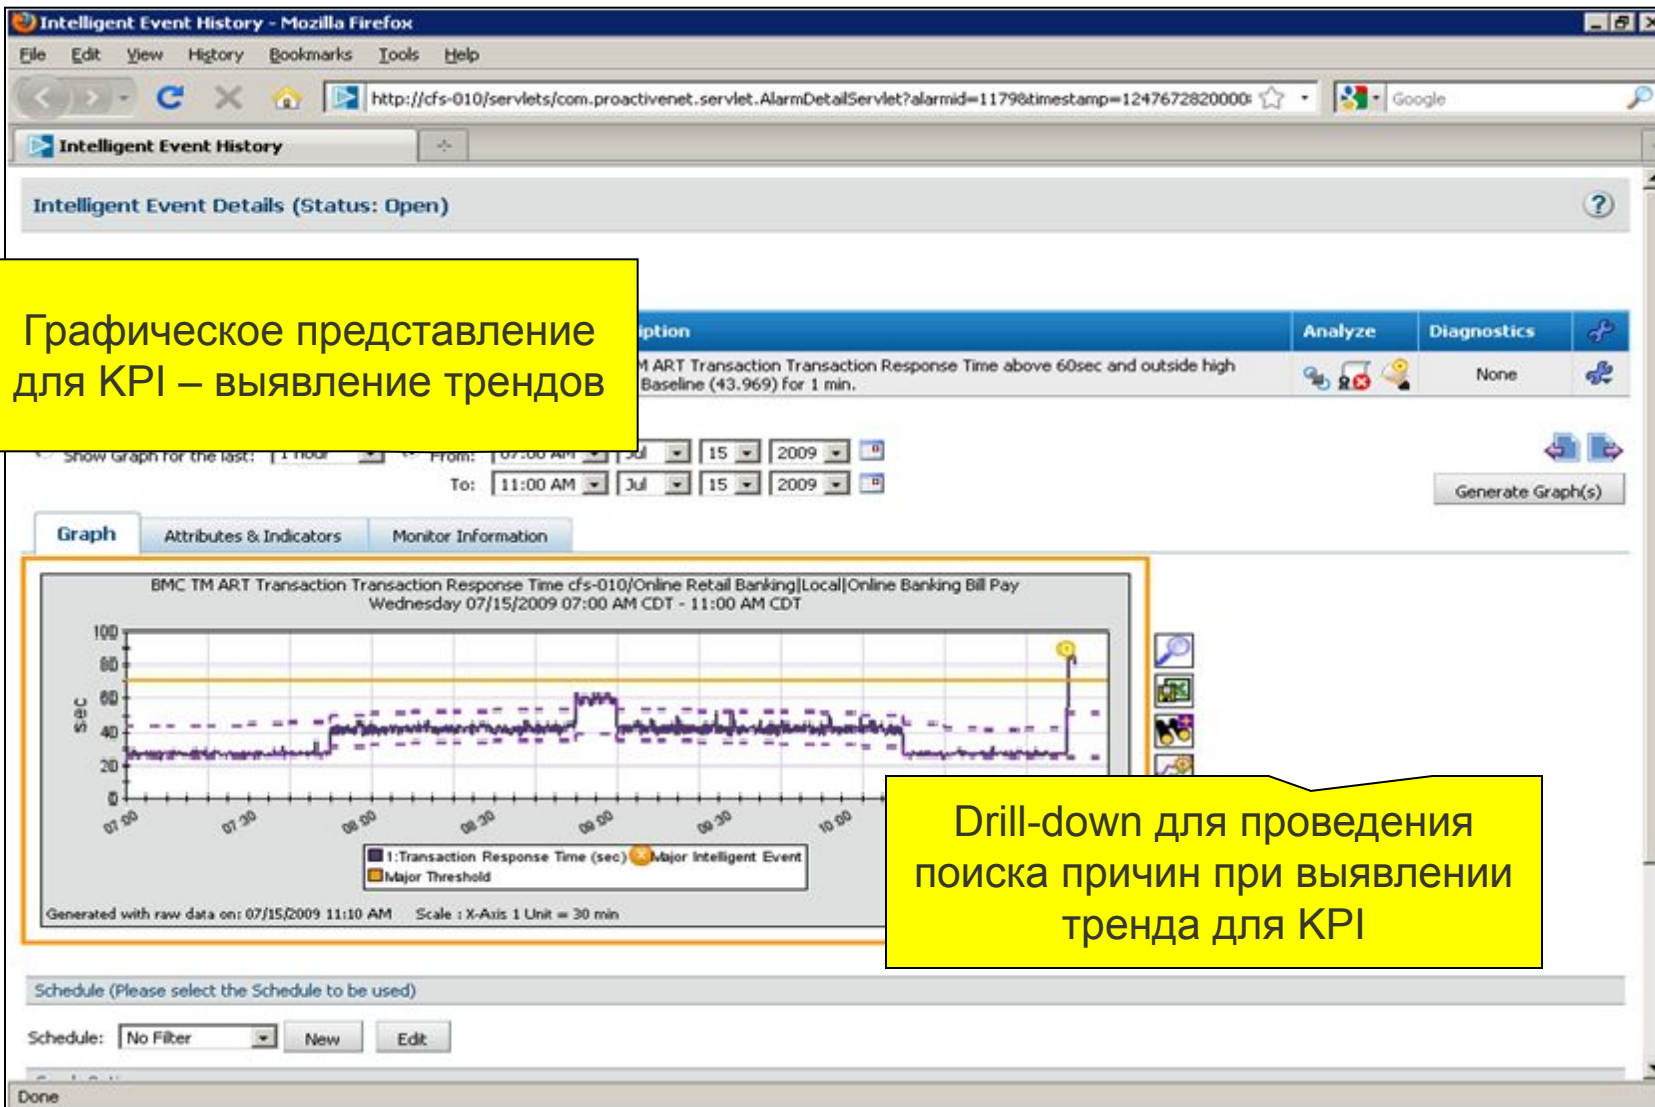 Intelligent Event History - Mozilla Firefox
File Edit View History Bookmarks Tools Help
http://cfs-010/servlets/com.proactivenet.servlet.AlarmDetailServlet?alarmid=1179&timestamp=1247672820000
Google
Intelligent Event History
Intelligent Event Details (Status: Open)
Графическое представление
для KPI – выявление трендов
iption Analyze Diagnostics
M ART Transaction Transaction Response Time above 60sec and outside high
Baseline (43.969) for 1 min.
None
Show Graph for the last: 1 hour From: 07:00 AM Jul 15 2009
To: 11:00 AM Jul 15 2009
Generate Graph(s)
Graph Attributes & Indicators Monitor Information
BMC TM ART Transaction Transaction Response Time cfs-010/Online Retail Banking|Local|Online Banking Bill Pay
Wednesday 07/15/2009 07:00 AM CDT - 11:00 AM CDT
100
80
60
40
20
0
sec
07:00 07:30 08:00 08:30 09:00 09:30 10:00
1:Transaction Response Time (sec) Major Intelligent Event
Major Threshold
Generated with raw data on: 07/15/2009 11:10 AM Scale : X-Axis 1 Unit = 30 min
Drill-down для проведения
поиска причин при выявлении
тренда для KPI
Schedule (Please select the Schedule to be used)
Schedule: No Filter New Edit
Done